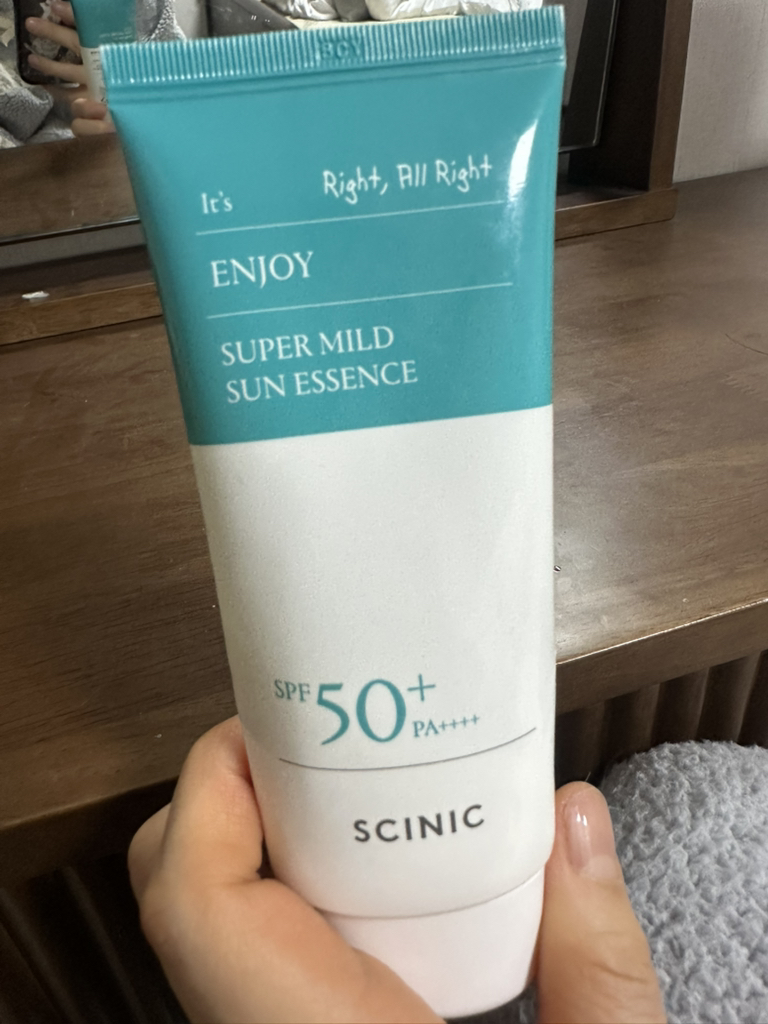 It's Right, All Right
ENJOY
SUPER MILD
SUN ESSENCE
SPF 50+ PA++++
SCINIC